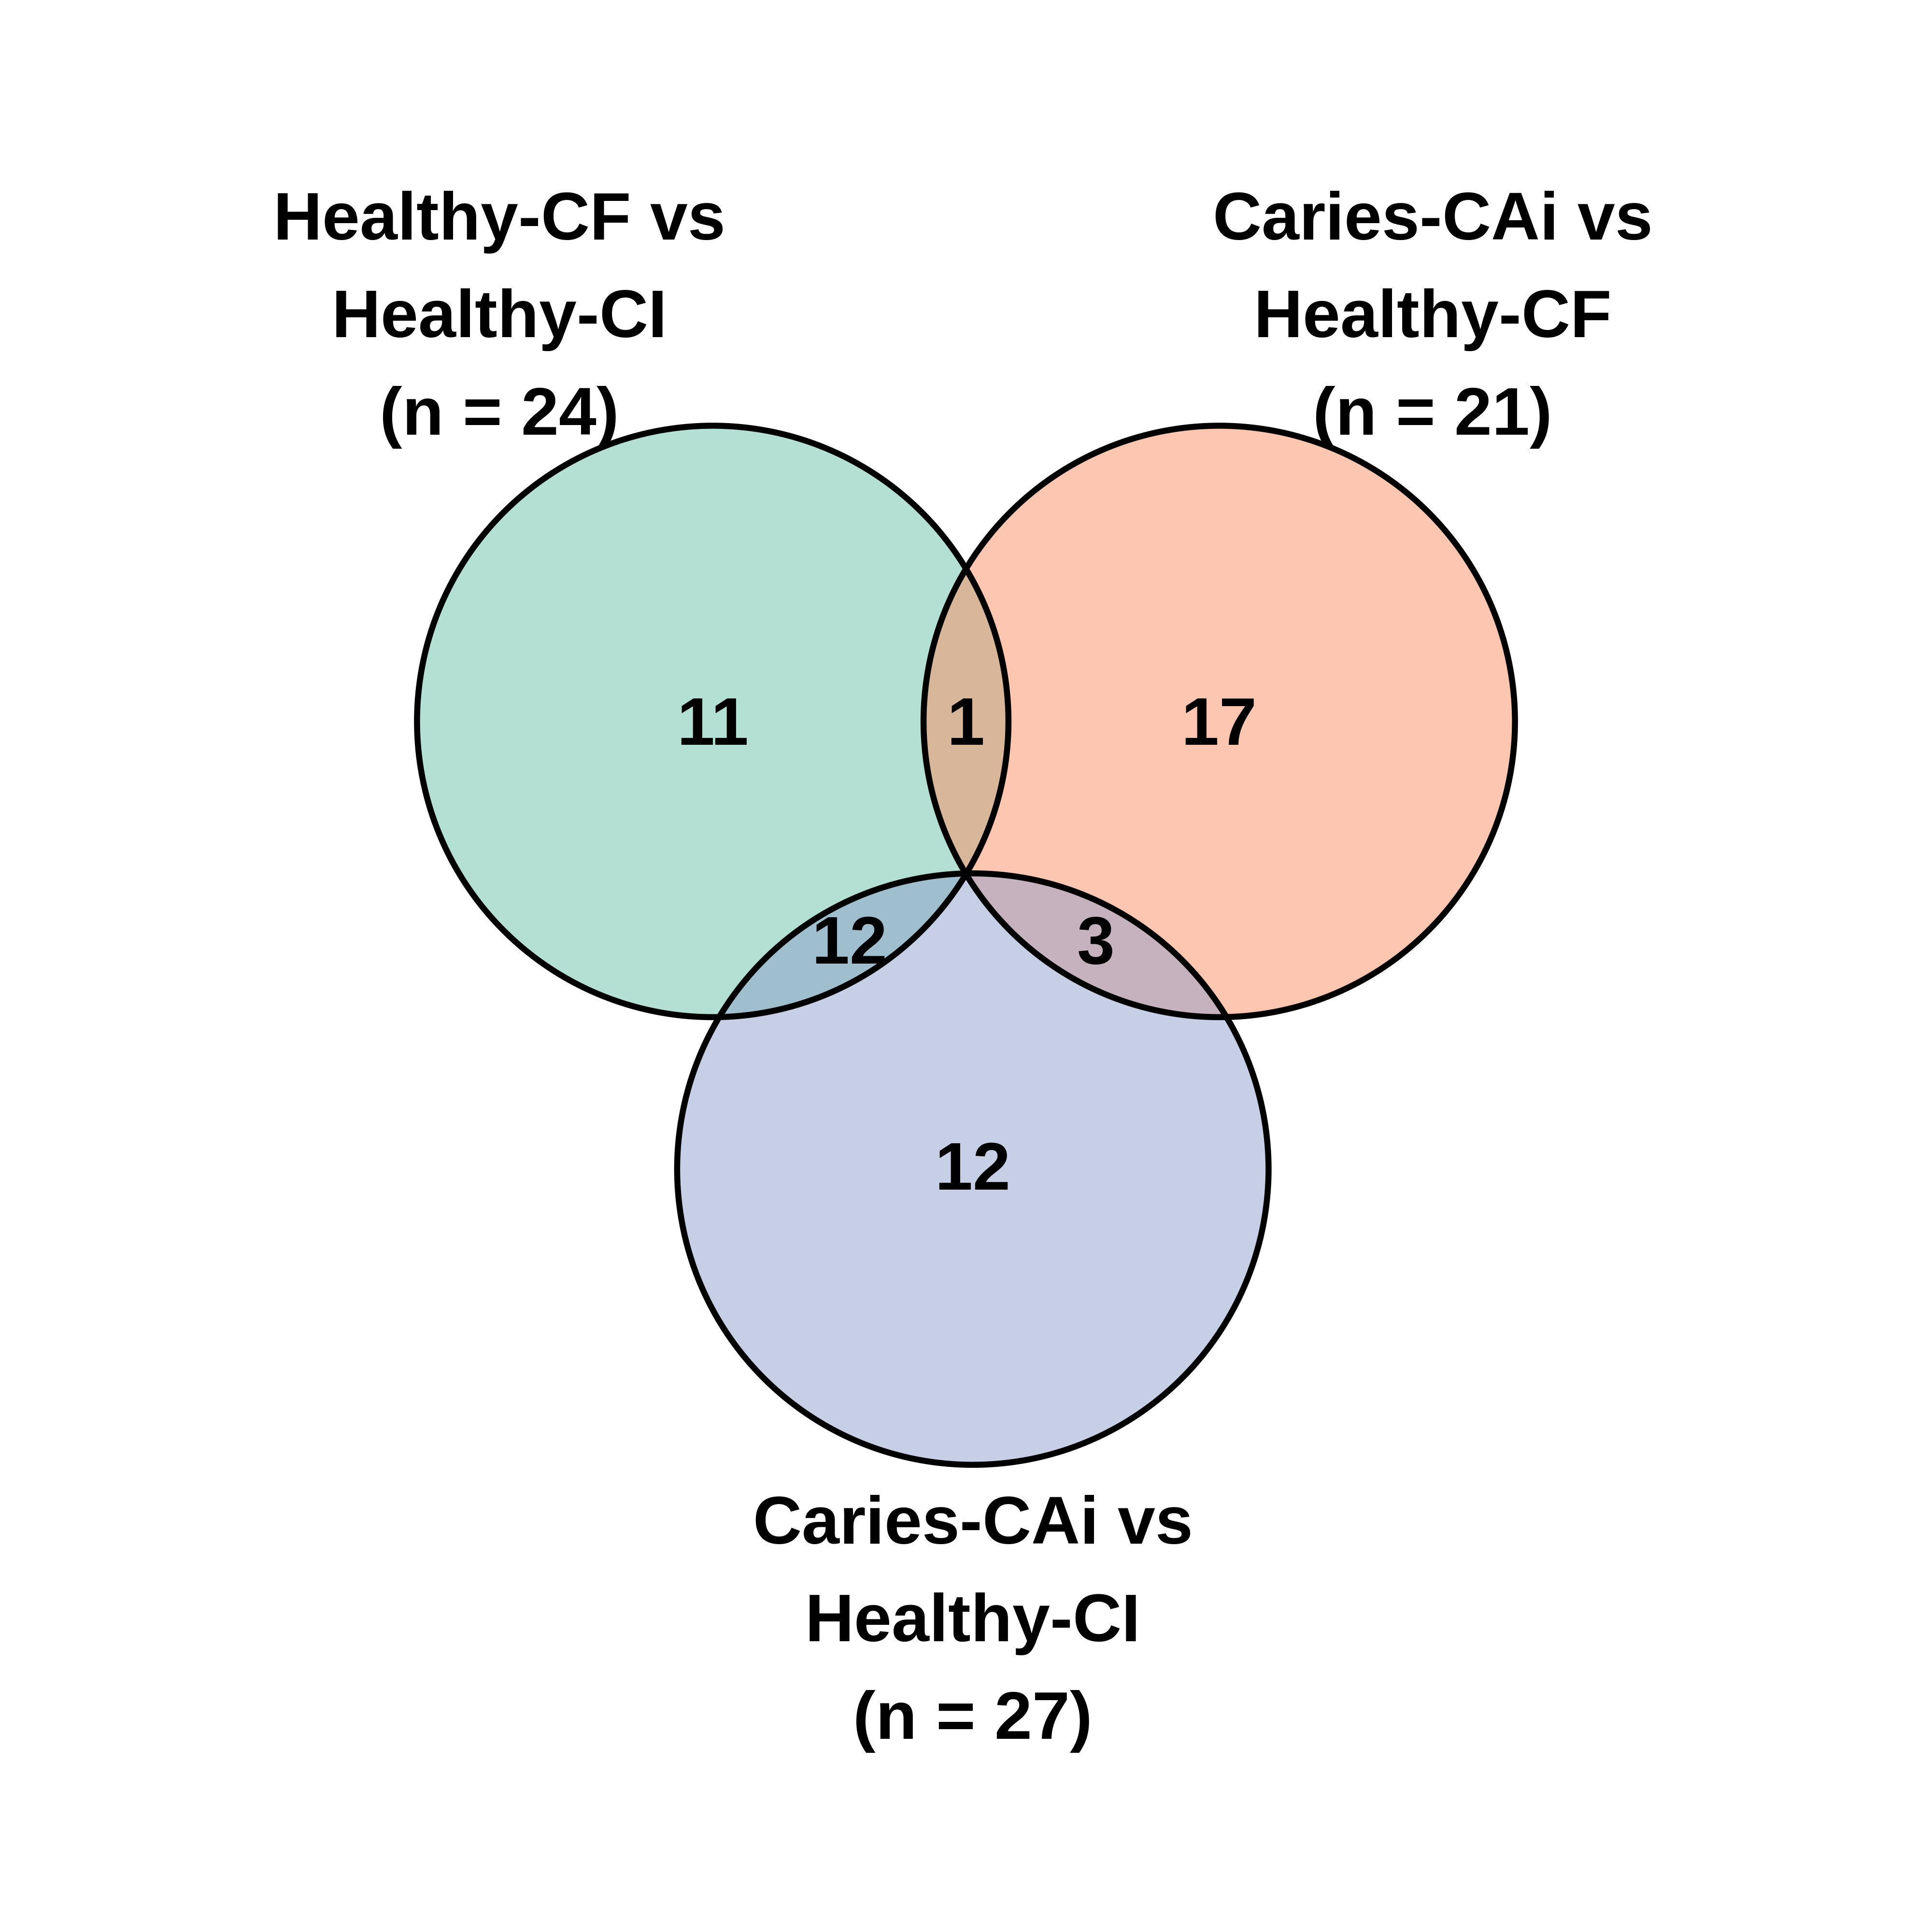 Healthy-CF vs
Healthy-CI
(n = 24)
Caries-CAi vs
Healthy-CF
(n = 21)
11
1
17
12
3
12
Caries-CAi vs
Healthy-CI
(n = 27)